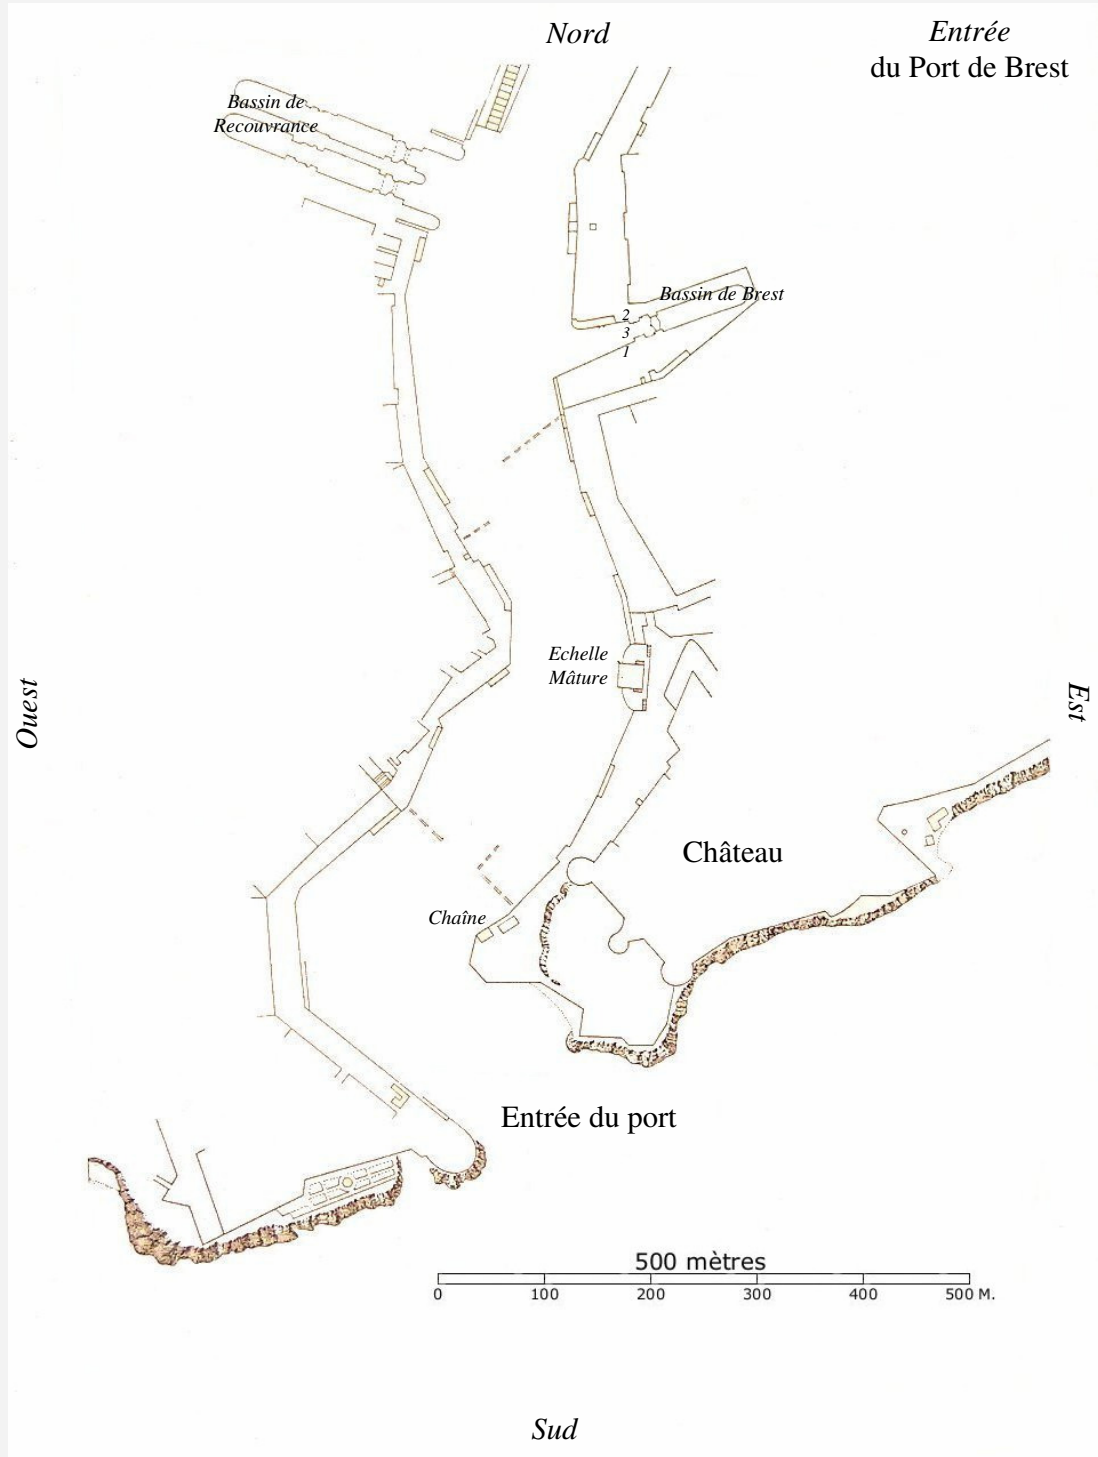 Nord
Entrée
du Port de Brest
Bassin de
Recouvrance
Bassin de Brest
2
3
1
Echelle
Mâture
Ouest
Est
Château
Chaîne
Entrée du port
500 mètres
0 100 200 300 400 500 M.
Sud